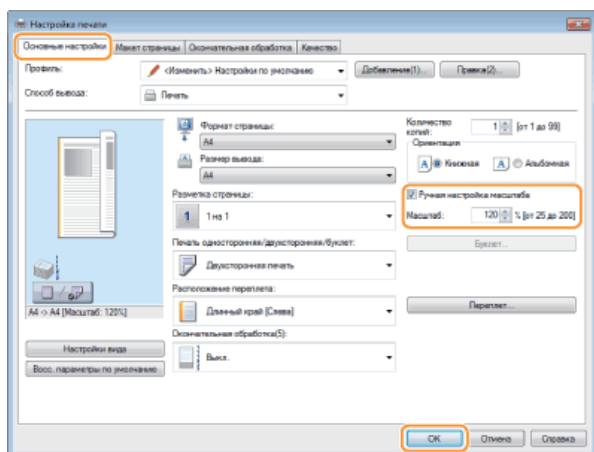 Настройка печати
Основные настройки Макет страницы Окончательная обработка Качество
Профиль: <Изменить> Настройки по умолчанию Добавление(1)... Правка(2)...
Способ вывода: Печать
Формат страницы:
A4
Размер вывода:
A4
Разметка страницы:
1 1 на 1
Печать односторонняя/двухсторонняя/буклет:
Двухсторонняя печать
Расположение переплета:
Длинный край [Слева]
Окончательная обработка(5):
Выкл.
Количество копий: 1 [от 1 до 99]
Ориентация
A Книжная A Альбомная
Ручная настройка масштаба
Масштаб: 120 % [от 25 до 200]
Буклет...
Переплет...
A4 -> A4 [Масштаб: 120%]
Настройки вида
Восс. параметры по умолчанию
OK Отмена Справка